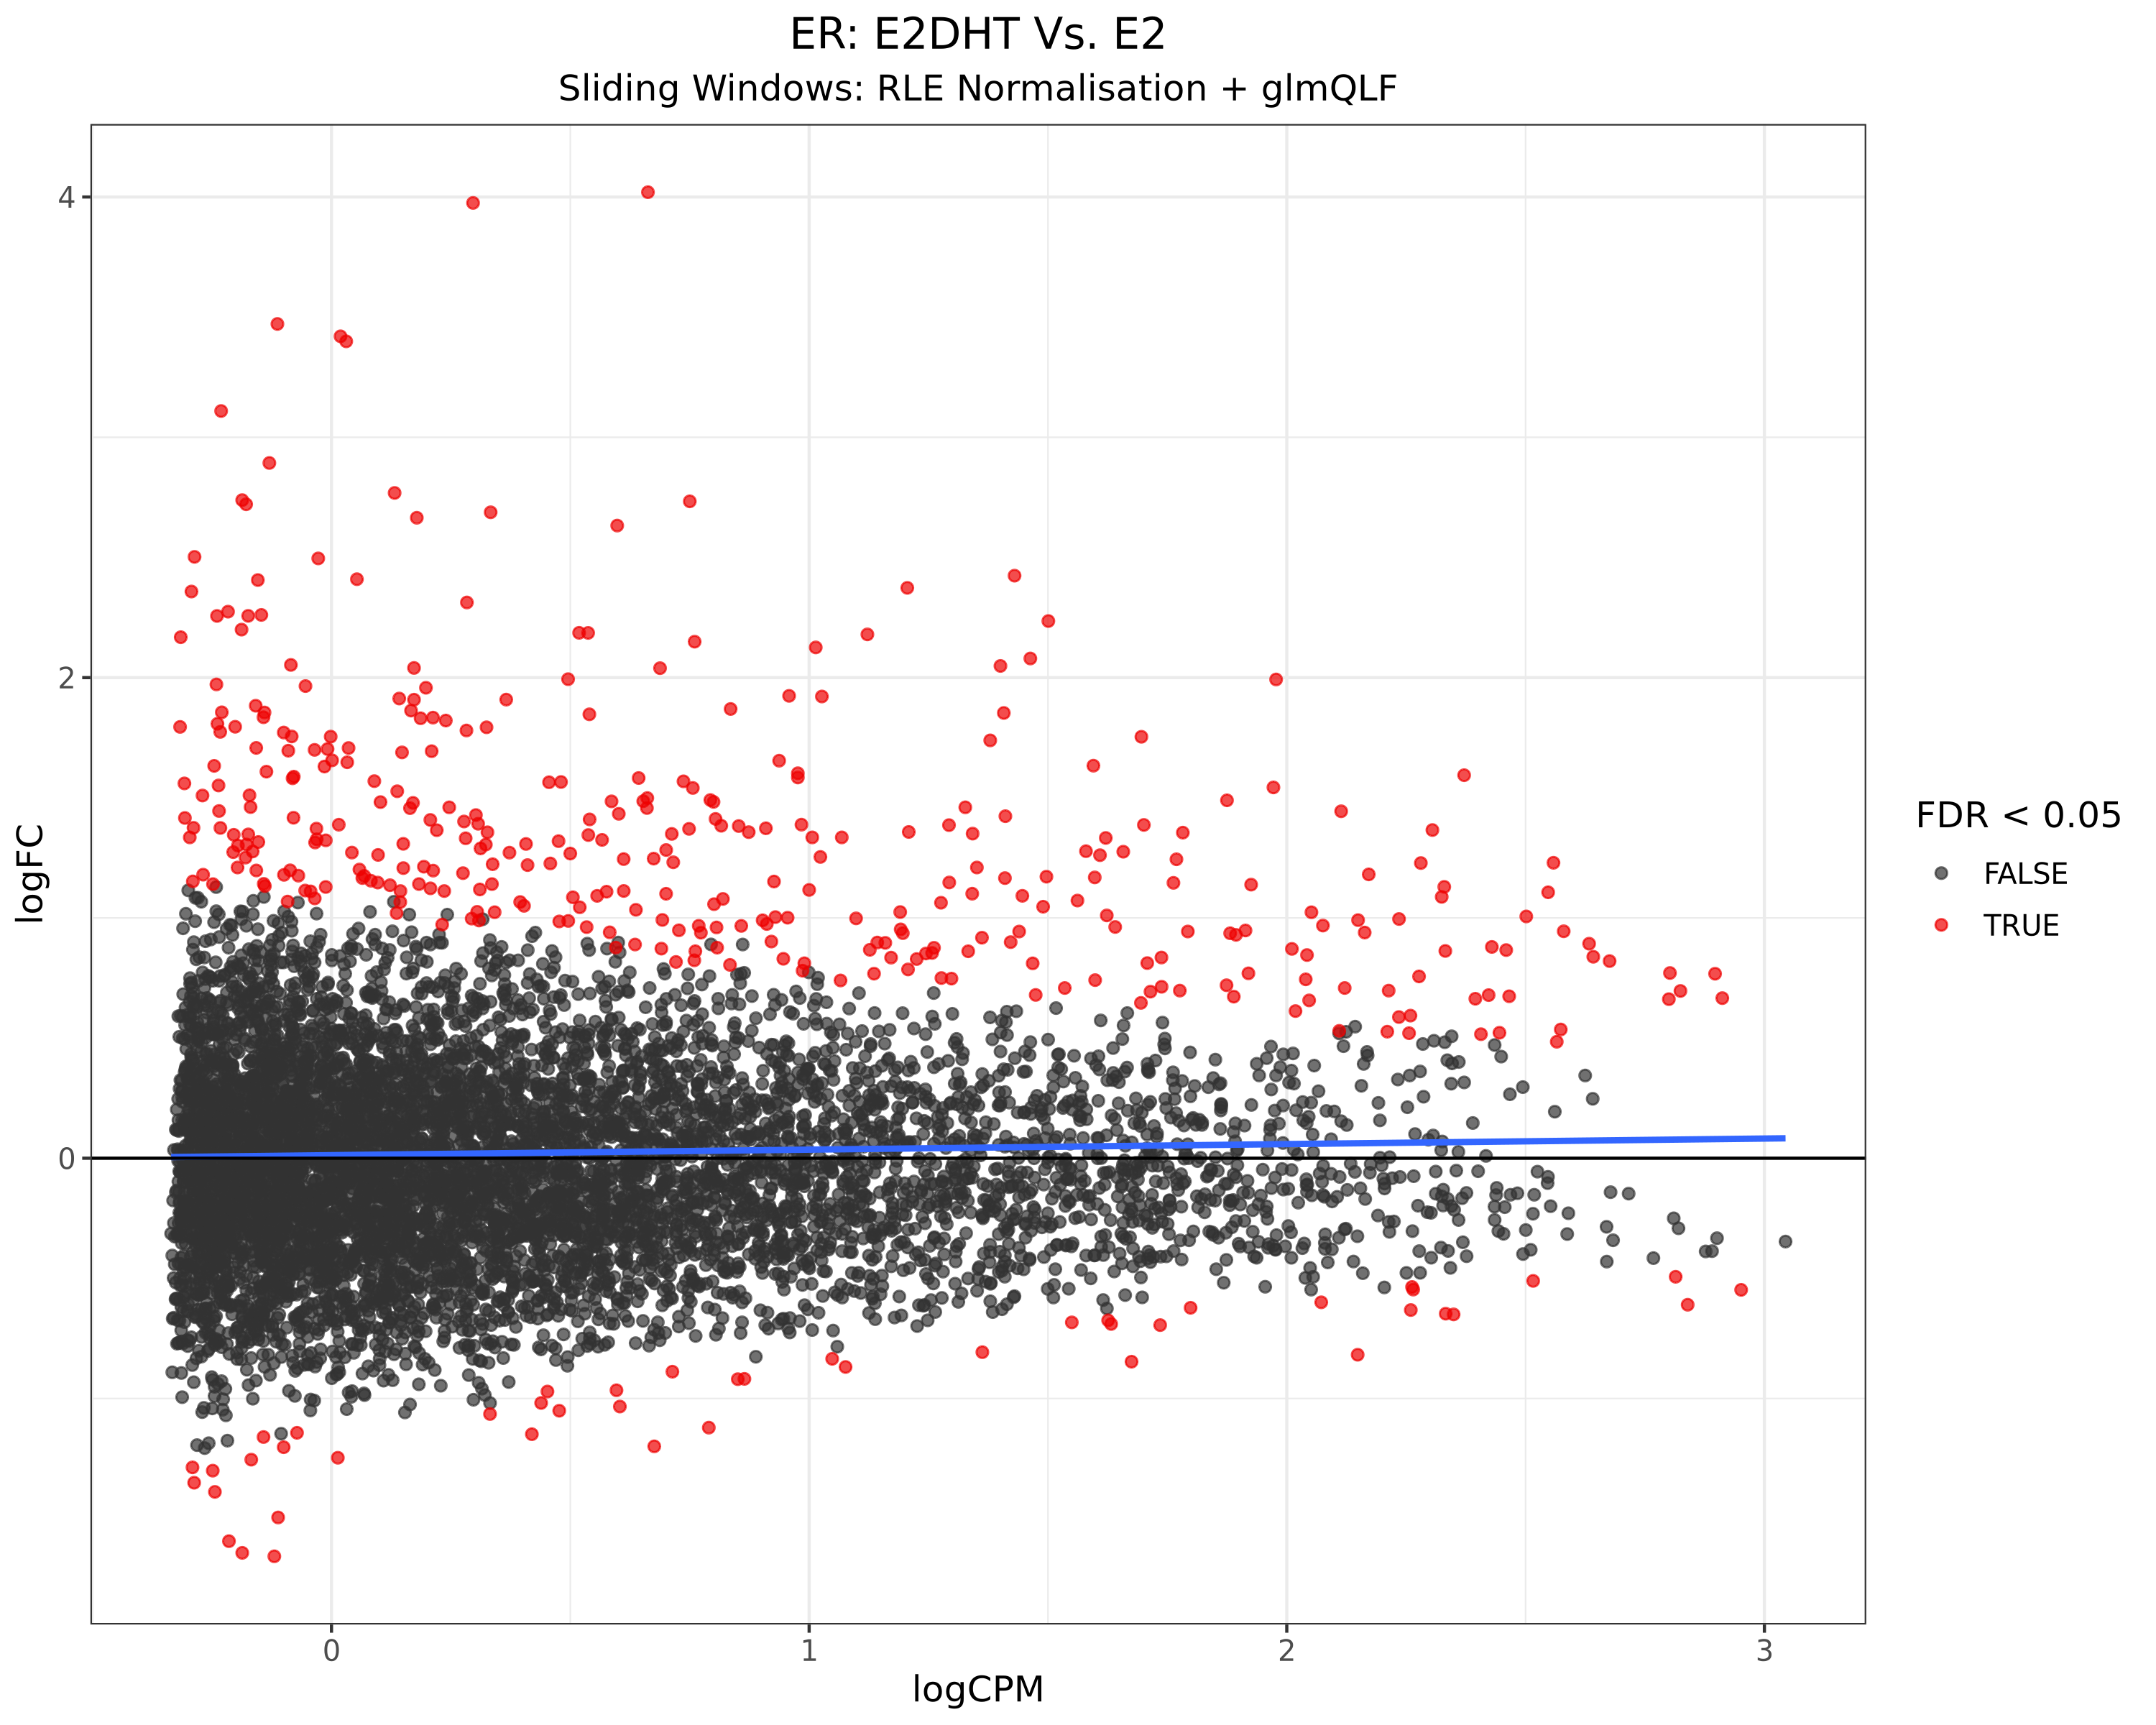 ER: E2DHT Vs. E2
Sliding Windows: RLE Normalisation + glmQLF
logFC
4
2
0
0
1
2
3
logCPM
FDR < 0.05
FALSE
TRUE